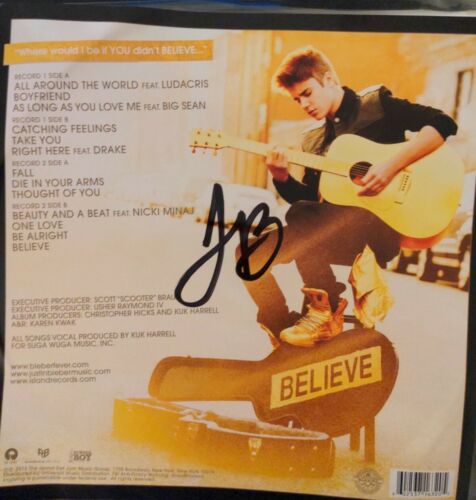 "Where would I be if YOU didn't BELIEVE..."
RECORD 1 SIDE A
ALL AROUND THE WORLD FEAT. LUDACRIS
BOYFRIEND
AS LONG AS YOU LOVE ME FEAT. BIG SEAN
RECORD 1 SIDE B
CATCHING FEELINGS
TAKE YOU
RIGHT HERE FEAT. DRAKE
RECORD 2 SIDE A
FALL
DIE IN YOUR ARMS
THOUGHT OF YOU
RECORD 2 SIDE B
BEAUTY AND A BEAT FEAT. NICKI MINAJ
ONE LOVE
BE ALRIGHT
BELIEVE
JB
EXECUTIVE PRODUCER: SCOTT "SCOOTER" BRAUN
EXECUTIVE PRODUCER: USHER RAYMOND IV
ALBUM PRODUCERS: CHRISTOPHER HICKS AND KUK HARRELL
A&R: KAREN KWAK
ALL SONGS VOCAL PRODUCED BY KUK HARRELL
FOR SUGA WUGA MUSIC, INC.
www.bieberfever.com
www.justinbiebermusic.com
www.islandrecords.com
BELIEVE